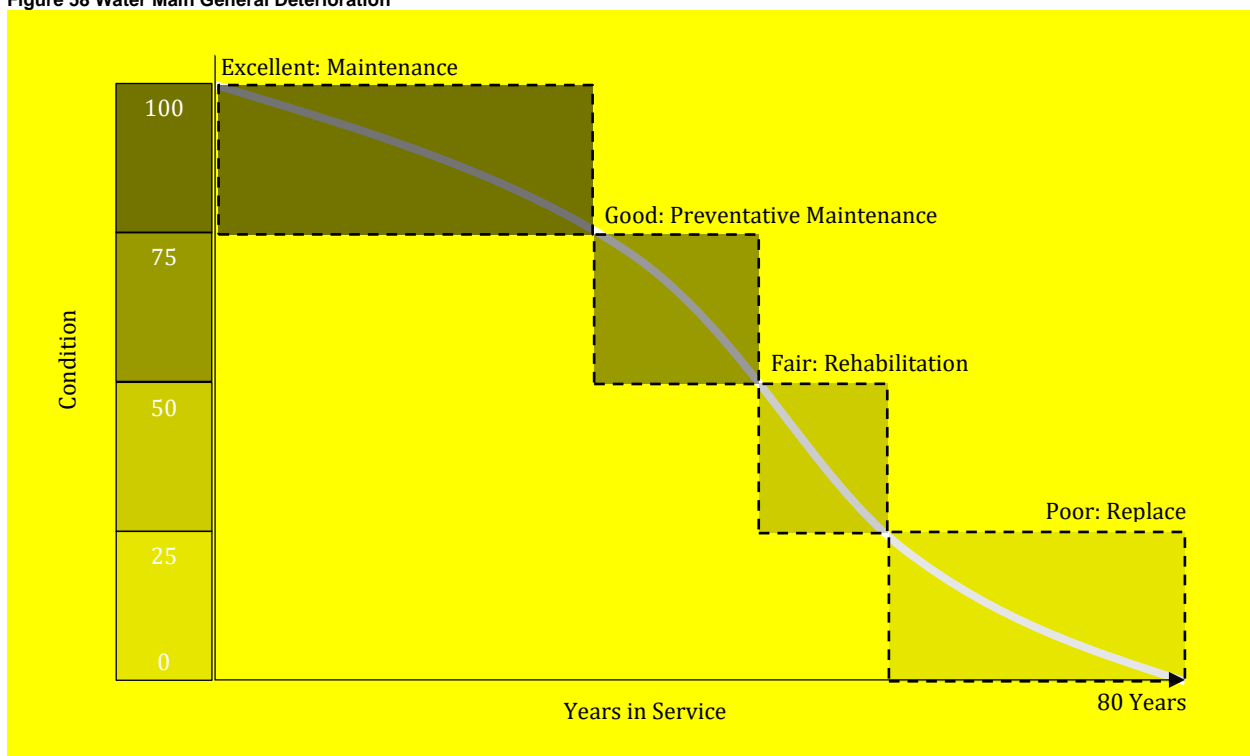 Figure 38 Water Main General Deterioration
Excellent: Maintenance
100
Good: Preventative Maintenance
75
Fair: Rehabilitation
50
Poor: Replace
25
0
Condition
Years in Service
80 Years